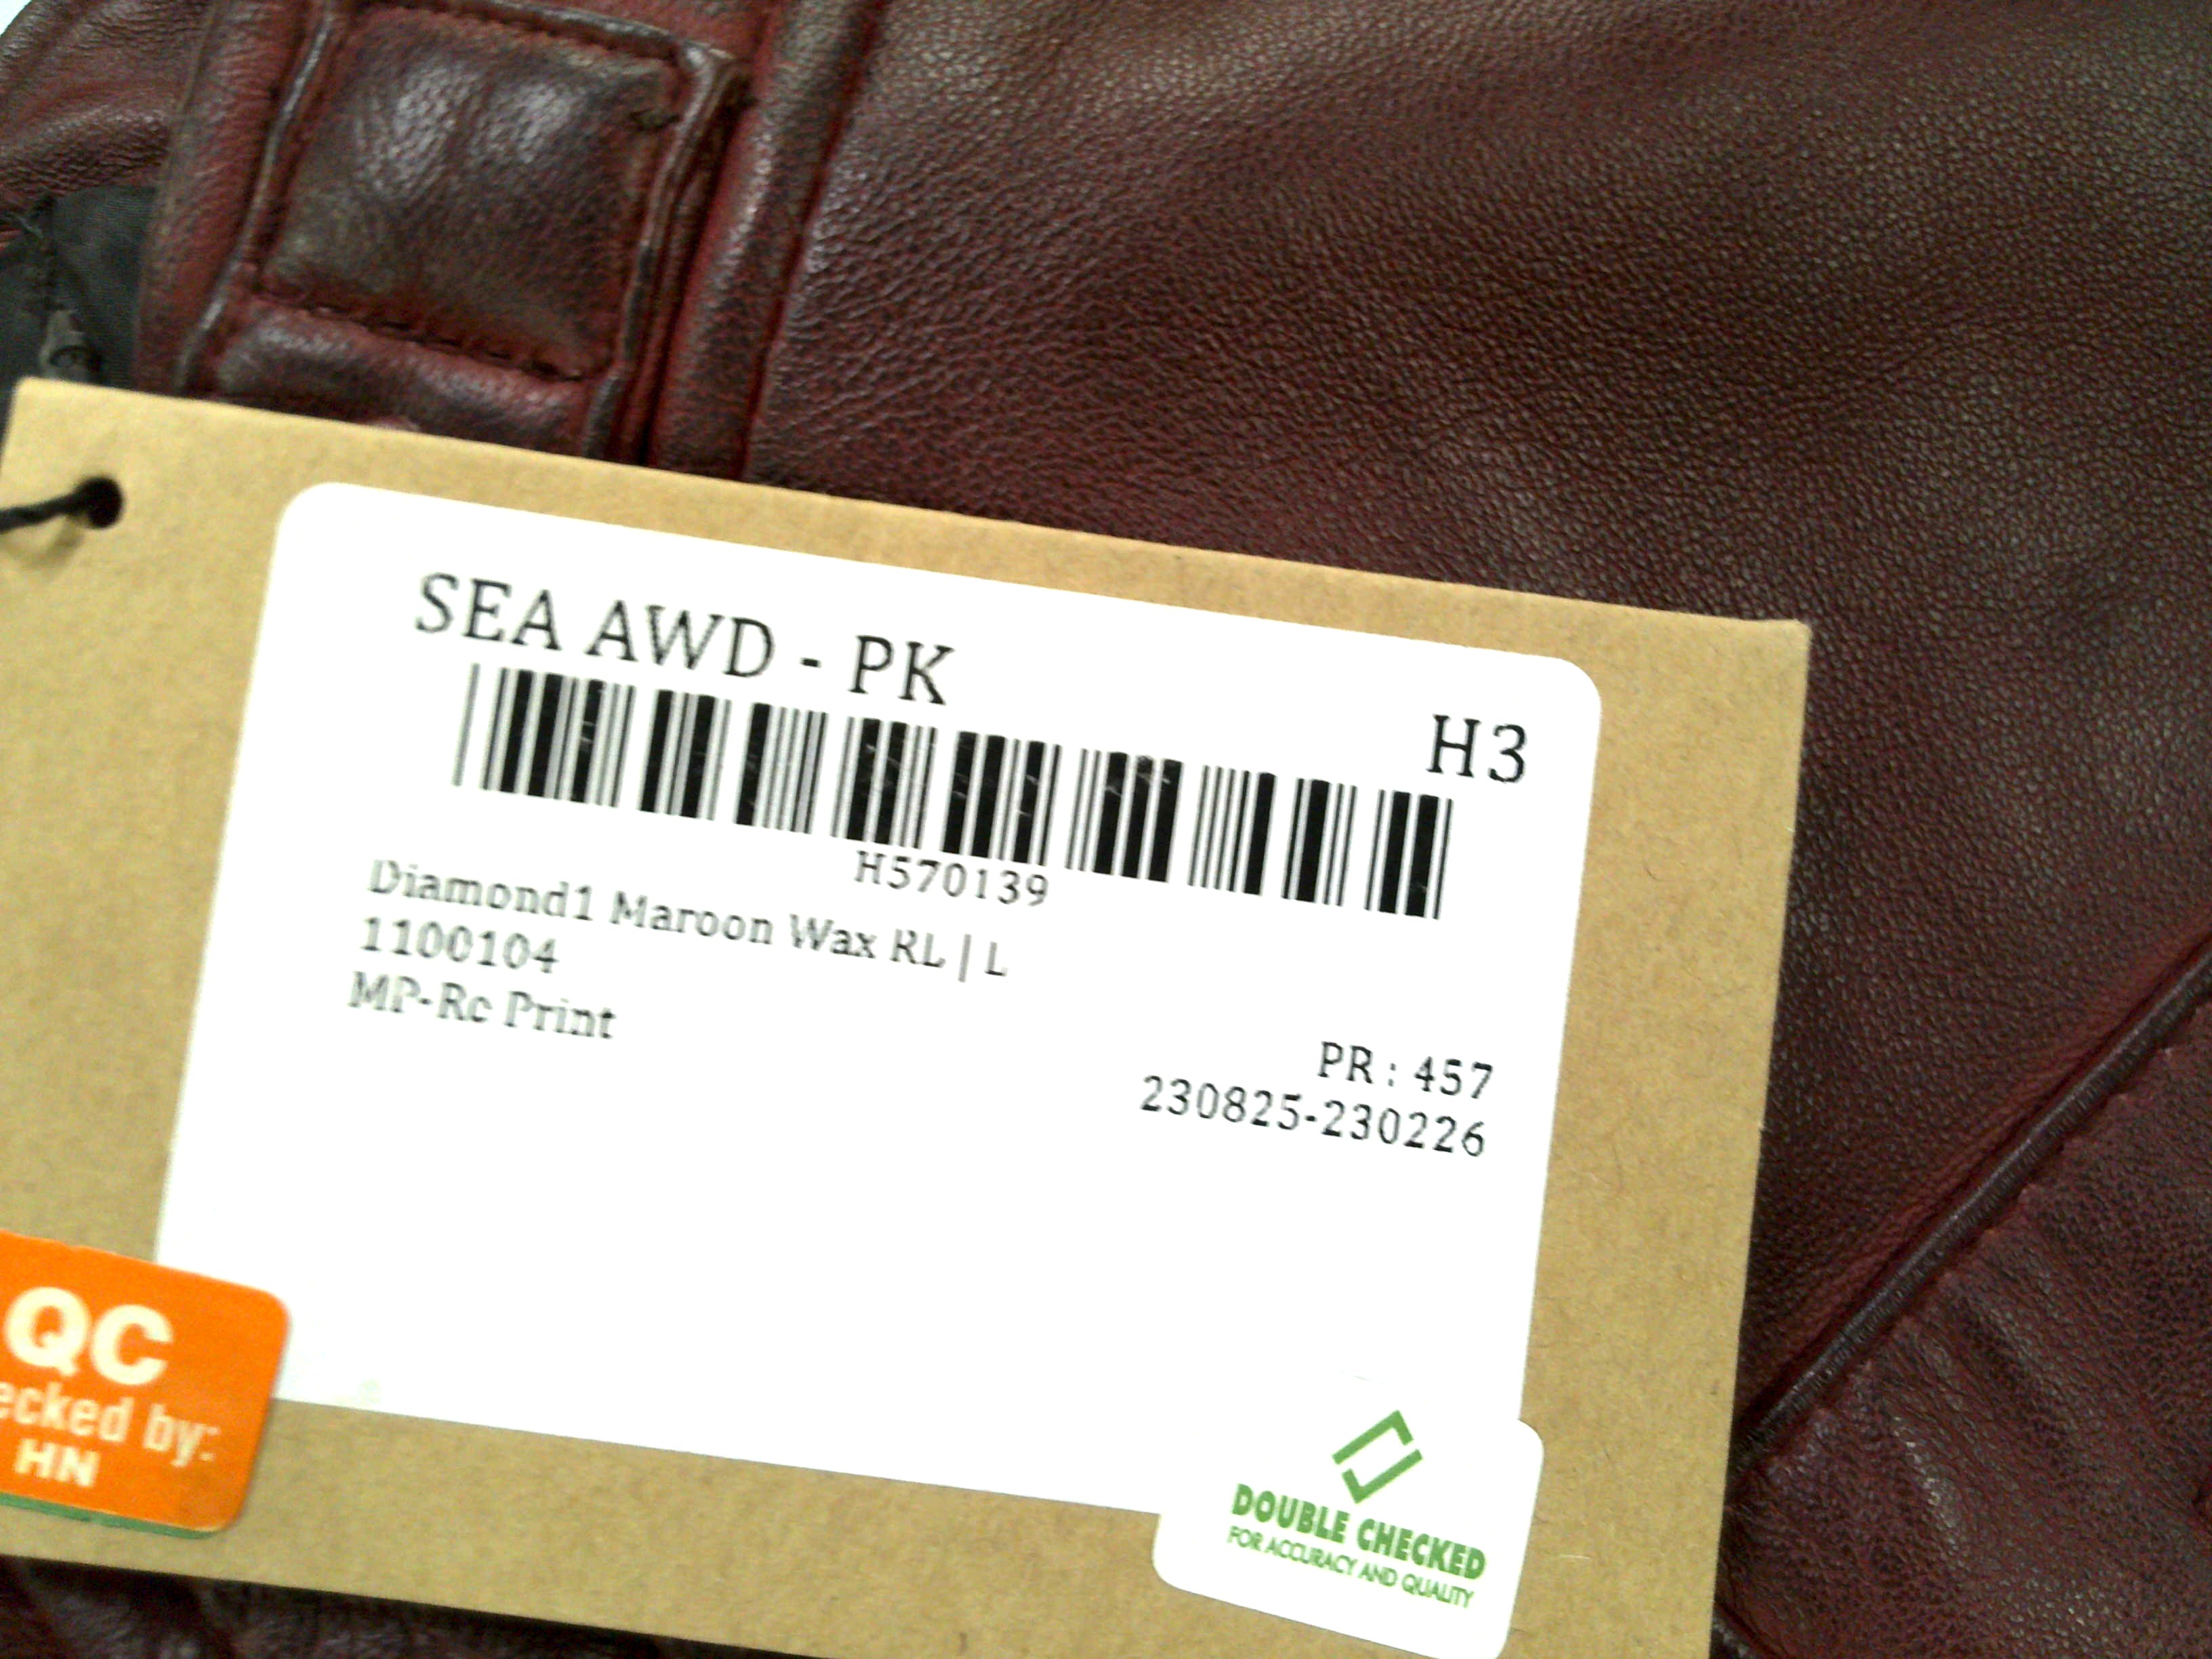 SEA AWD - PK
H3
H570139
Diamond1 Maroon Wax RL | L
1100104
MP-Rc Print
PR : 457
230825-230226
QC
ecked by:
HN
DOUBLE CHECKED
FOR ACCURACY AND QUALITY